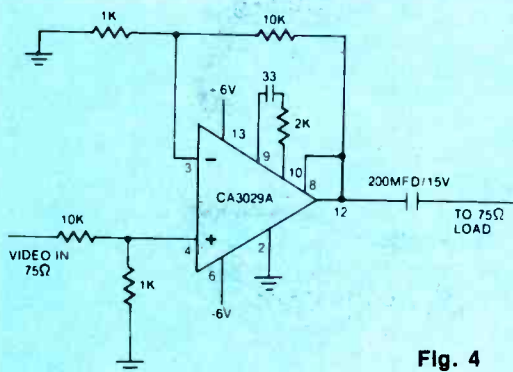 1K
10K
+ 6V
33
13
9
2K
10
3
8
200MFD/15V
CA3029A
12
10K
TO 75Ω
LOAD
4
2
VIDEO IN
75Ω
6
1K
-6V
Fig. 4